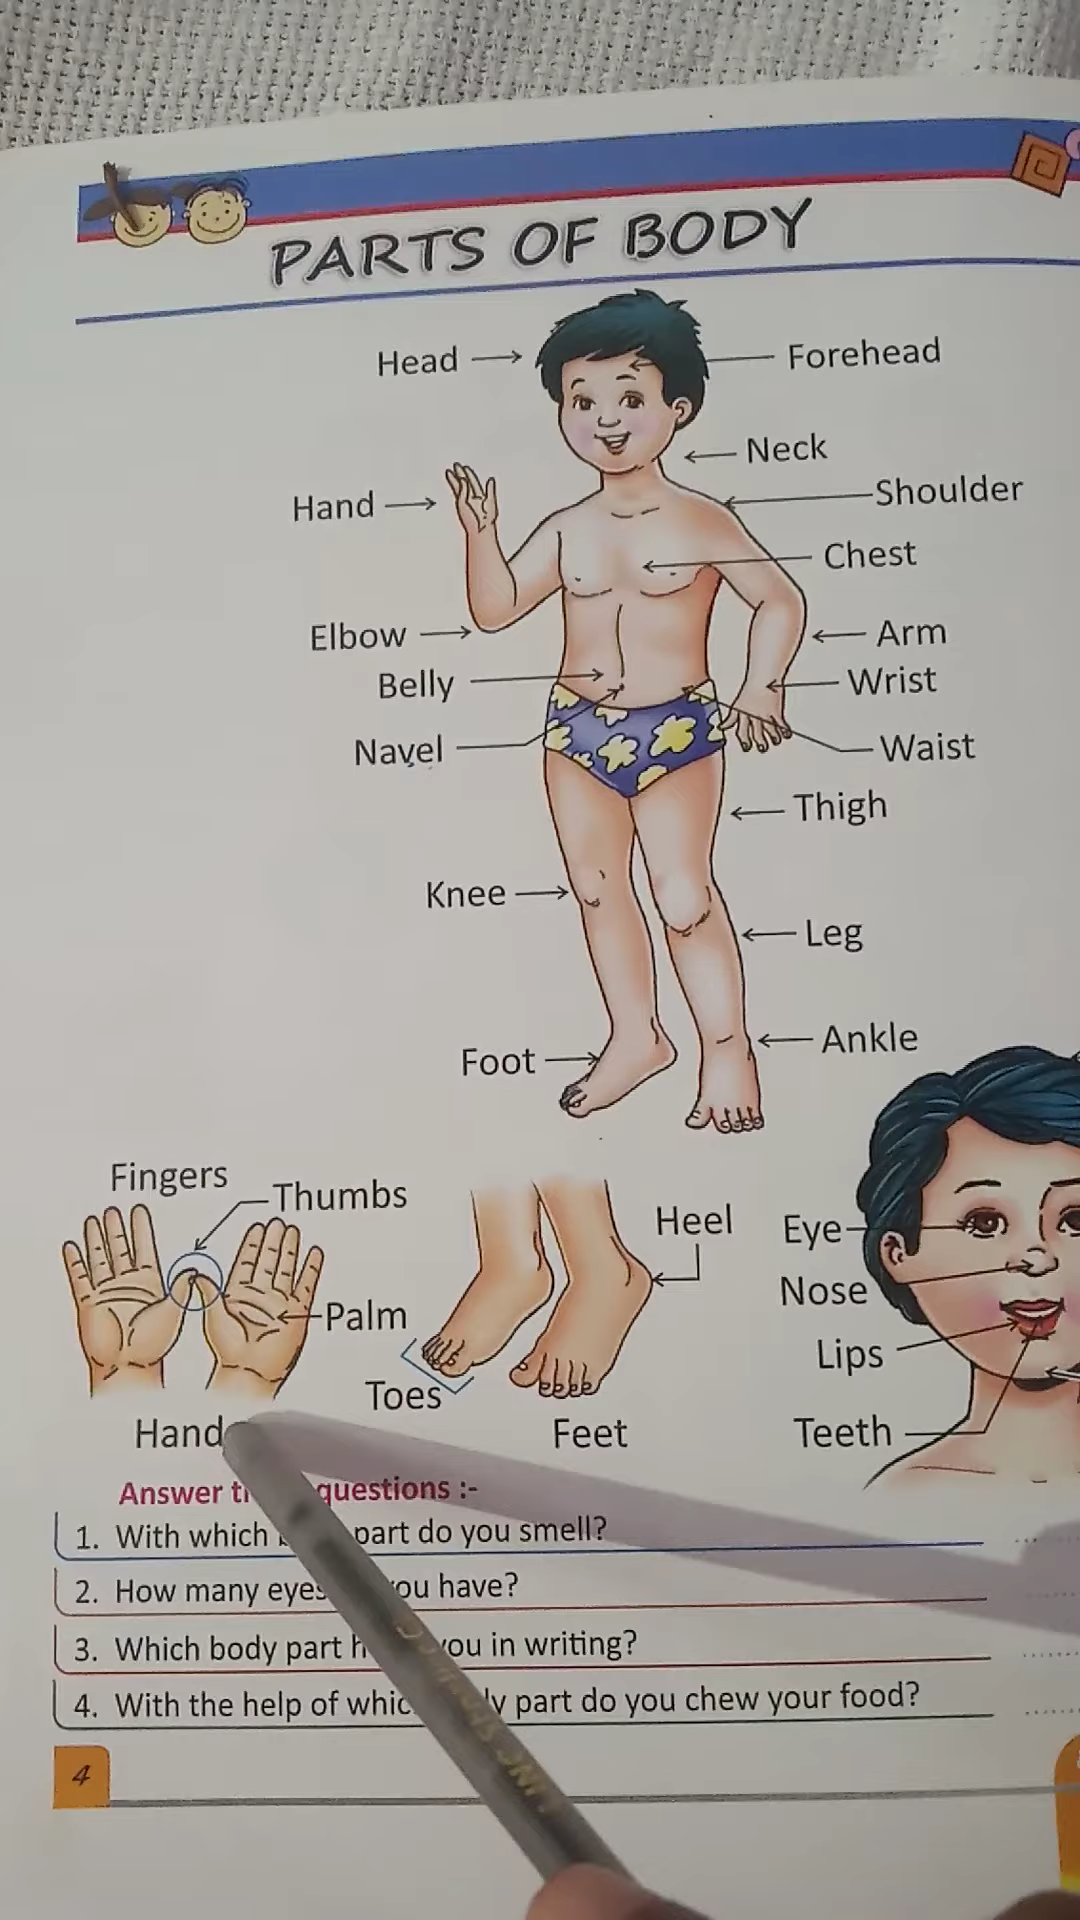 PARTS OF BODY
Head
Forehead
Neck
Hand
Shoulder
Chest
Elbow
Arm
Belly
Wrist
Navel
Waist
Thigh
Knee
Leg
Foot
Ankle
Fingers
Thumbs
Palm
Hand
Toes
Heel
Feet
Eye
Nose
Lips
Teeth
Answer questions :-
1. With which part do you smell?
2. How many eyes you have?
3. Which body part you in writing?
4. With the help of which part do you chew your food?
4